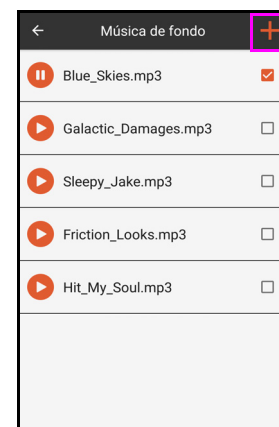 Música de fondo
Blue_Skies.mp3
Galactic_Damages.mp3
Sleepy_Jake.mp3
Friction_Looks.mp3
Hit_My_Soul.mp3